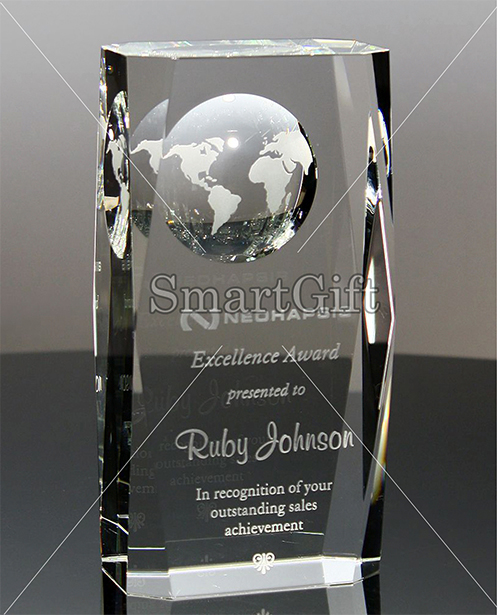 SmartGift
NEOHAPSIS
Excellence Award
presented to
Ruby Johnson
In recognition of your
outstanding sales
achievement